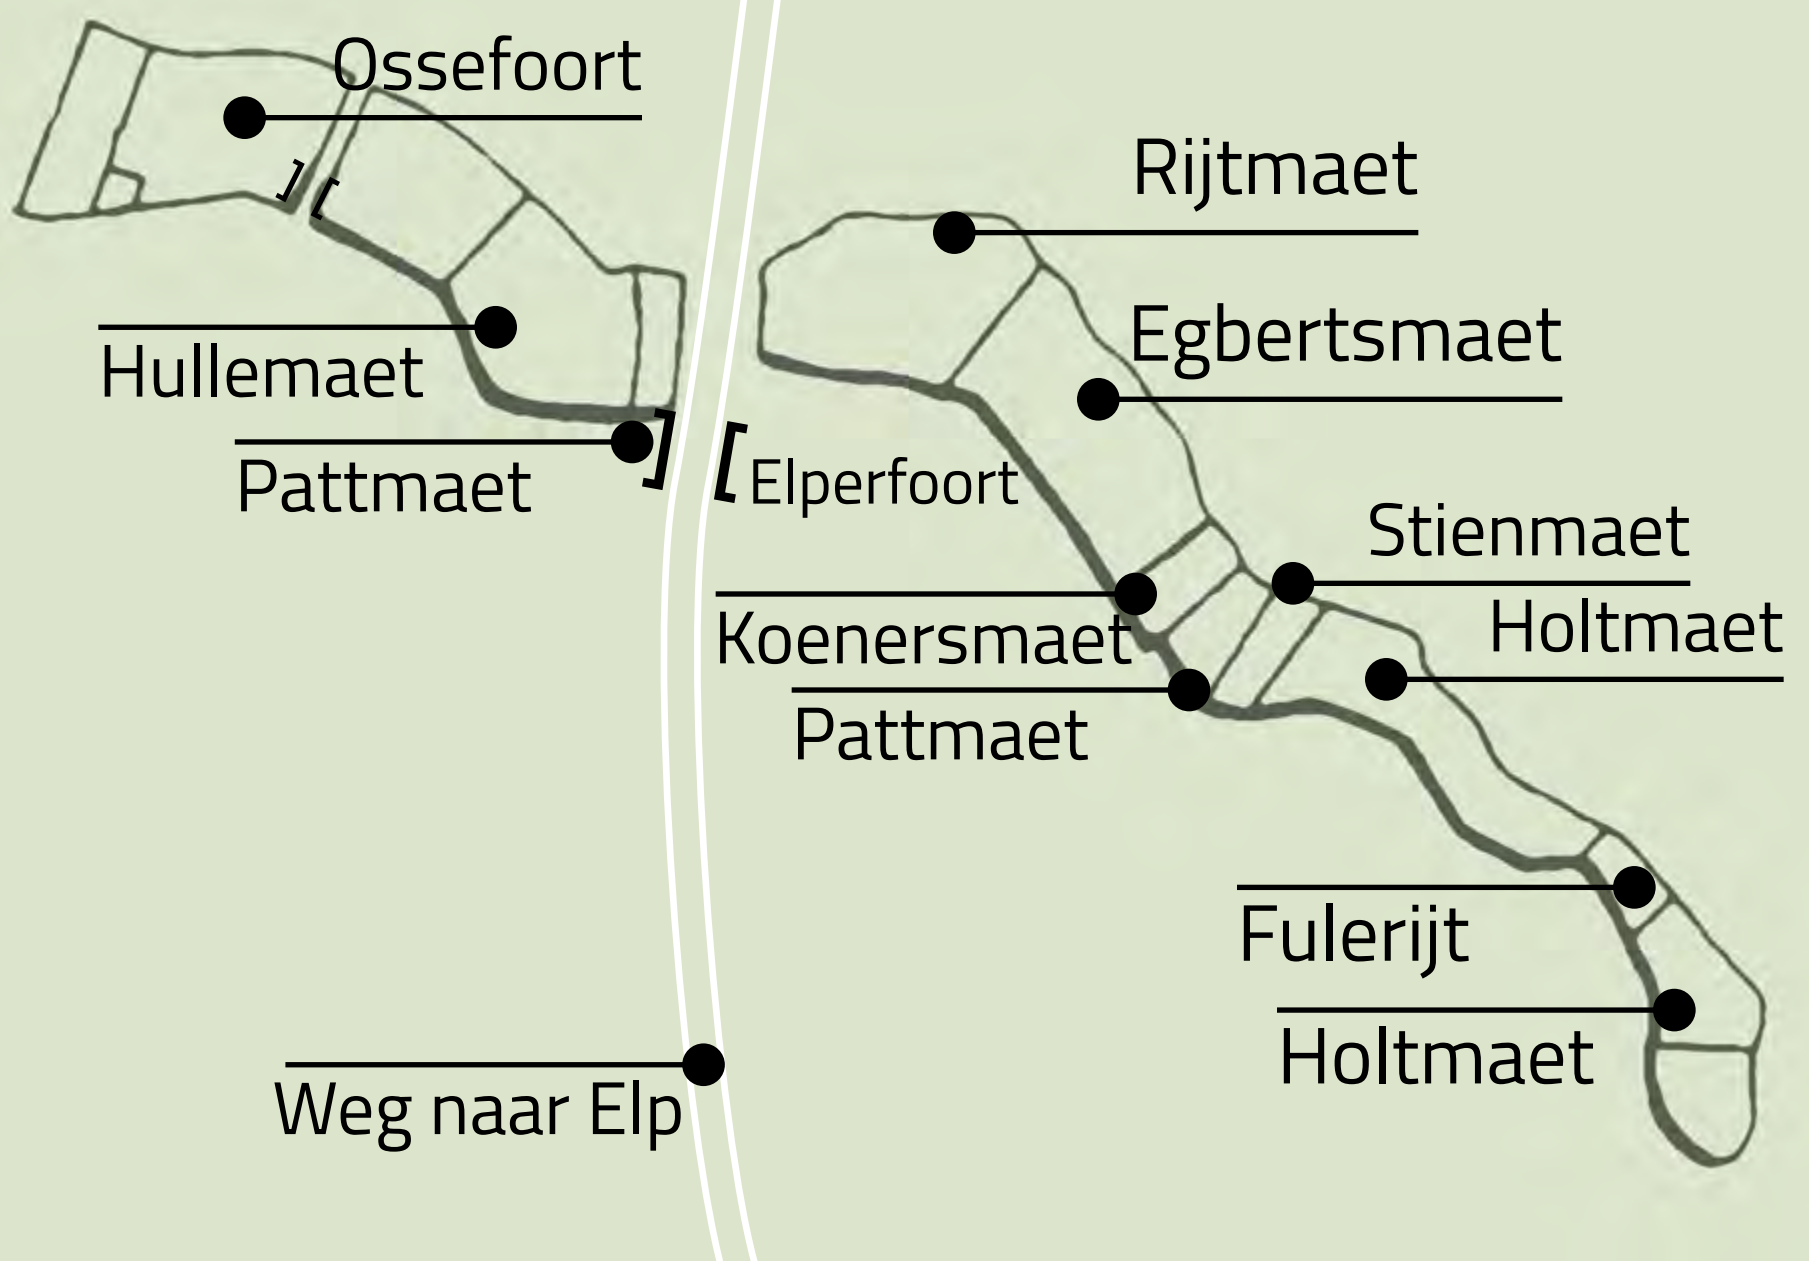 Ossefoort
Rijtmaet
Egbertsmaet
Hullemaet
Pattmaet
Elperfoort
Stienmaet
Koenersmaet
Holtmaet
Pattmaet
Fulerijt
Holtmaet
Weg naar Elp